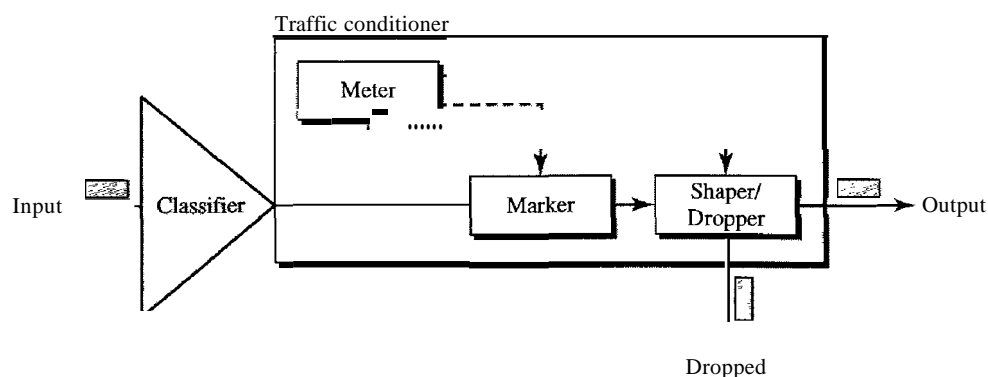 Traffic conditioner
Meter
Input
Classifier
Marker
Shaper/
Dropper
Output
Dropped